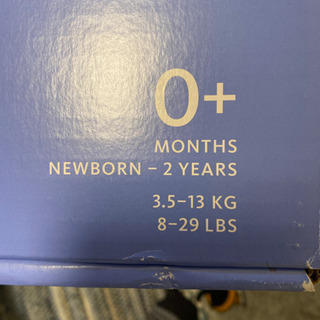 0+
MONTHS
NEWBORN – 2 YEARS
3.5–13 KG
8–29 LBS